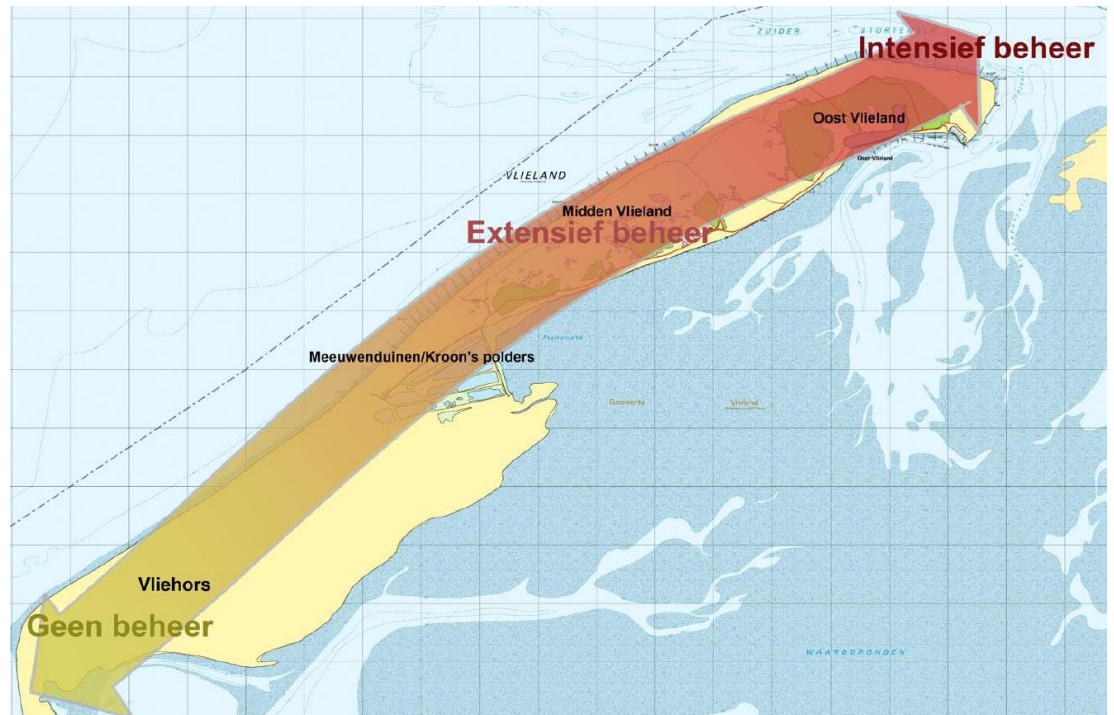 ZUIDER
Intensief beheer
Oost Vlieland
Oost-Vlieland
VLIELAND
Midden Vlieland
Extensief beheer
Meeuwenduinen/Kroon's polders
Gemeente
Vlieland
Vliehors
Geen beheer
WAARDGRONDEN